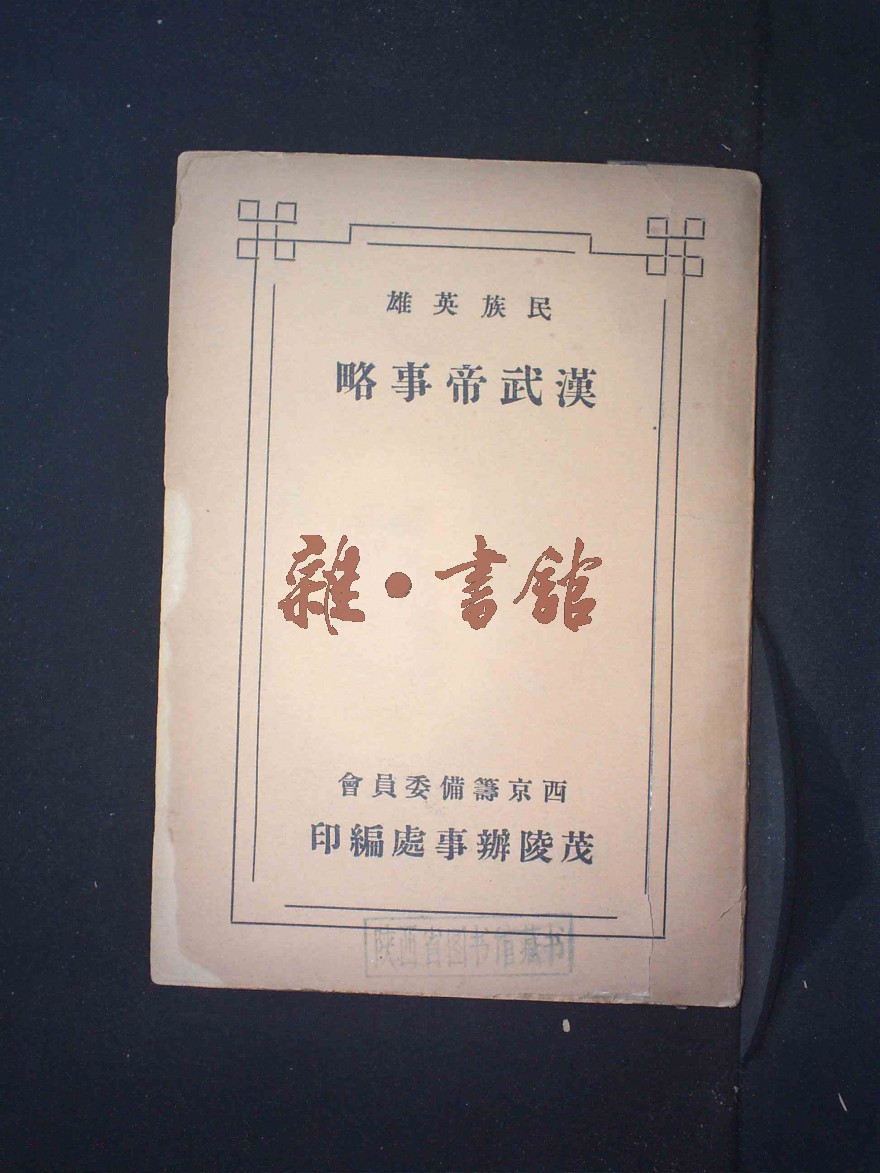 民族英雄
漢武帝事略
雜·書館
西京籌備委員會
茂陵辦事處編印
陕西省图书馆藏书